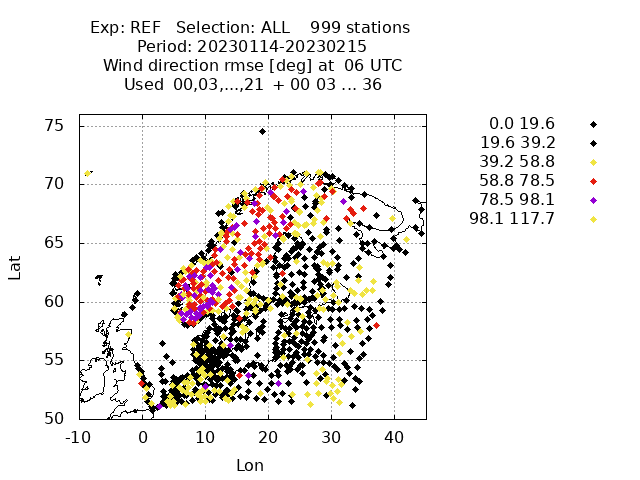 Exp: REF   Selection: ALL    999 stations
Period: 20230114-20230215
Wind direction rmse [deg] at  06 UTC
Used  00,03,...,21  + 00 03 ... 36
0.0 19.6
19.6 39.2
39.2 58.8
58.8 78.5
78.5 98.1
98.1 117.7
75
70
65
60
55
50
Lat
-10 0 10 20 30 40
Lon